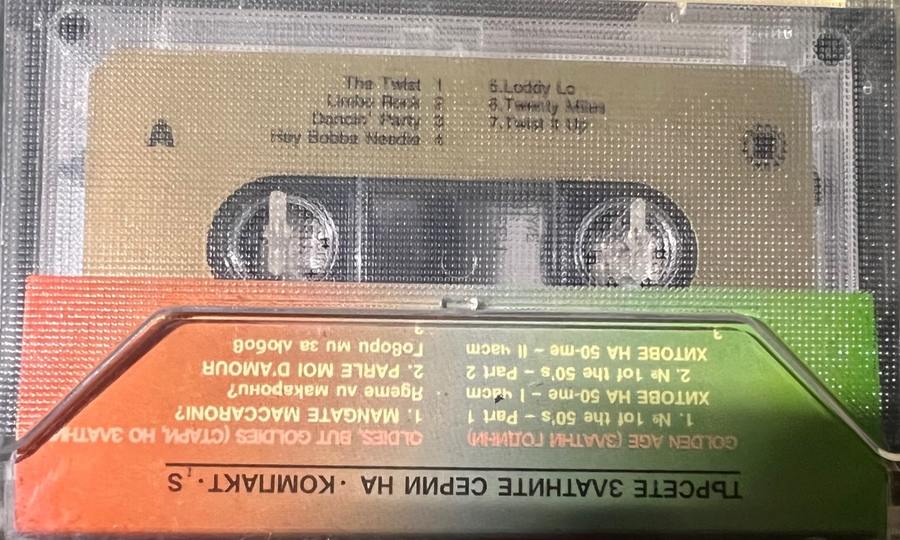 The Twist 1
Limbo Rock 2
Dancin' Party 3
Hey Bobba Needle 4
5.Loddy Lo
6.Twenty Miles
7.Twist It Up
A
ТЪРСЕТЕ ЗЛАТНИТЕ СЕРИИ НА · КОМПАКТ,S ·
GOLDEN AGE (ЗЛАТНИ ГОДИНИ)
1. № 1of the 50's – Part 1
ХИТОВЕ НА 50-те – I част
2. № 1of the 50's – Part 2
ХИТОВЕ НА 50-те – II част
3
OLDIES, BUT GOLDIES (СТАРИ, НО ЗЛАТНИ
1. MANGATE MACCARONI?
Ядете ли макарони?
2. PARLE MOI D'AMOUR
Говори ми за любов
3